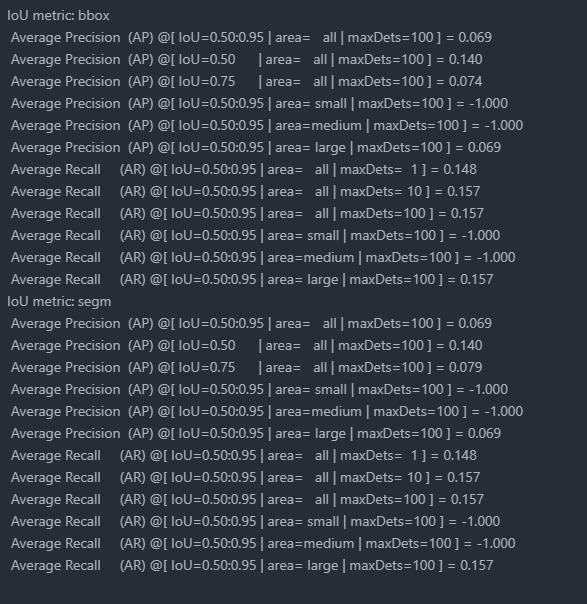 IoU metric: bbox
Average Precision  (AP) @[ IoU=0.50:0.95 | area=   all | maxDets=100 ] = 0.069
Average Precision  (AP) @[ IoU=0.50      | area=   all | maxDets=100 ] = 0.140
Average Precision  (AP) @[ IoU=0.75      | area=   all | maxDets=100 ] = 0.074
Average Precision  (AP) @[ IoU=0.50:0.95 | area= small | maxDets=100 ] = -1.000
Average Precision  (AP) @[ IoU=0.50:0.95 | area=medium | maxDets=100 ] = -1.000
Average Precision  (AP) @[ IoU=0.50:0.95 | area= large | maxDets=100 ] = 0.069
Average Recall     (AR) @[ IoU=0.50:0.95 | area=   all | maxDets=  1 ] = 0.148
Average Recall     (AR) @[ IoU=0.50:0.95 | area=   all | maxDets= 10 ] = 0.157
Average Recall     (AR) @[ IoU=0.50:0.95 | area=   all | maxDets=100 ] = 0.157
Average Recall     (AR) @[ IoU=0.50:0.95 | area= small | maxDets=100 ] = -1.000
Average Recall     (AR) @[ IoU=0.50:0.95 | area=medium | maxDets=100 ] = -1.000
Average Recall     (AR) @[ IoU=0.50:0.95 | area= large | maxDets=100 ] = 0.157
IoU metric: segm
Average Precision  (AP) @[ IoU=0.50:0.95 | area=   all | maxDets=100 ] = 0.069
Average Precision  (AP) @[ IoU=0.50      | area=   all | maxDets=100 ] = 0.140
Average Precision  (AP) @[ IoU=0.75      | area=   all | maxDets=100 ] = 0.079
Average Precision  (AP) @[ IoU=0.50:0.95 | area= small | maxDets=100 ] = -1.000
Average Precision  (AP) @[ IoU=0.50:0.95 | area=medium | maxDets=100 ] = -1.000
Average Precision  (AP) @[ IoU=0.50:0.95 | area= large | maxDets=100 ] = 0.069
Average Recall     (AR) @[ IoU=0.50:0.95 | area=   all | maxDets=  1 ] = 0.148
Average Recall     (AR) @[ IoU=0.50:0.95 | area=   all | maxDets= 10 ] = 0.157
Average Recall     (AR) @[ IoU=0.50:0.95 | area=   all | maxDets=100 ] = 0.157
Average Recall     (AR) @[ IoU=0.50:0.95 | area= small | maxDets=100 ] = -1.000
Average Recall     (AR) @[ IoU=0.50:0.95 | area=medium | maxDets=100 ] = -1.000
Average Recall     (AR) @[ IoU=0.50:0.95 | area= large | maxDets=100 ] = 0.157